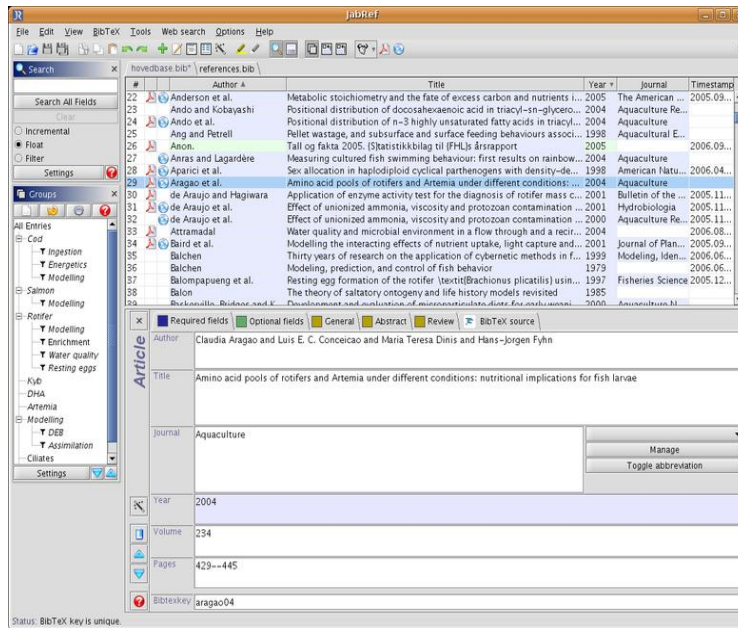 JabRef
File Edit View BibTeX Tools Web search Options Help
Search
hovedbase.bib* references.bib
Search All Fields
Clear
Incremental
Float
Filter
Settings
Groups
All Entries
Cod
Ingestion
Energetics
Modelling
Salmon
Modelling
Rotifer
Modelling
Enrichment
Water quality
Resting eggs
Kyb
DHA
Artemia
Modelling
DEB
Assimilation
Ciliates
Settings
# Author Title Year Journal Timestamp
22 Anderson et al. Metabolic stoichiometry and the fate of excess carbon and nutrients i... 2005 The American ... 2005.09...
23 Ando and Kobayashi Positional distribution of docosahexaenoic acid in triacyl-sn-glycero... 2004 Aquaculture Re...
24 Ando et al. Positional distribution of n-3 highly unsaturated fatty acids in triacyl... 2004 Aquaculture
25 Ang and Petrell Pellet wastage, and subsurface and surface feeding behaviours associ... 1998 Aquacultural E...
26 Anon. Tall og fakta 2005. {S}tatistikkbilag til {FHL}s årsrapport 2005 2006.09...
27 Anras and Lagardère Measuring cultured fish swimming behaviour: first results on rainbow... 2004 Aquaculture
28 Aparici et al. Sex allocation in haplodiploid cyclical parthenogens with density-de... 1998 American Natu... 2006.04...
29 Aragao et al. Amino acid pools of rotifers and Artemia under different conditions: ... 2004 Aquaculture
30 de Araujo and Hagiwara Application of enzyme activity test for the diagnosis of rotifer mass c... 2001 Bulletin of the ... 2005.11...
31 de Araujo et al. Effect of unionized ammonia, viscosity and protozoan contamination ... 2001 Hydrobiologia 2005.11...
32 de Araujo et al. Effect of unionized ammonia, viscosity and protozoan contamination ... 2000 Aquaculture Re... 2005.11...
33 Attramadal Water quality and microbial environment in a flow through and a recir... 2004 2006.08...
34 Baird et al. Modelling the interacting effects of nutrient uptake, light capture and... 2001 Journal of Plan... 2005.09...
35 Balchen Thirty years of research on the application of cybernetic methods in f... 1999 Modeling, Iden... 2006.06...
36 Balchen Modeling, prediction, and control of fish behavior 1979 2006.06...
37 Balompapueng et al. Resting egg formation of the rotifer \textit{Brachionus plicatilis} usin... 1997 Fisheries Science 2005.12...
38 Balon The theory of saltatory ontogeny and life history models revisited 1985
Required fields Optional fields General Abstract Review BibTeX source
Article
Author Claudia Aragao and Luis E. C. Conceicao and Maria Teresa Dinis and Hans-Jorgen Fyhn
Title Amino acid pools of rotifers and Artemia under different conditions: nutritional implications for fish larvae
Journal Aquaculture
Manage
Toggle abbreviation
Year 2004
Volume 234
Pages 429--445
Bibtexkey aragao04
Status: BibTeX key is unique.